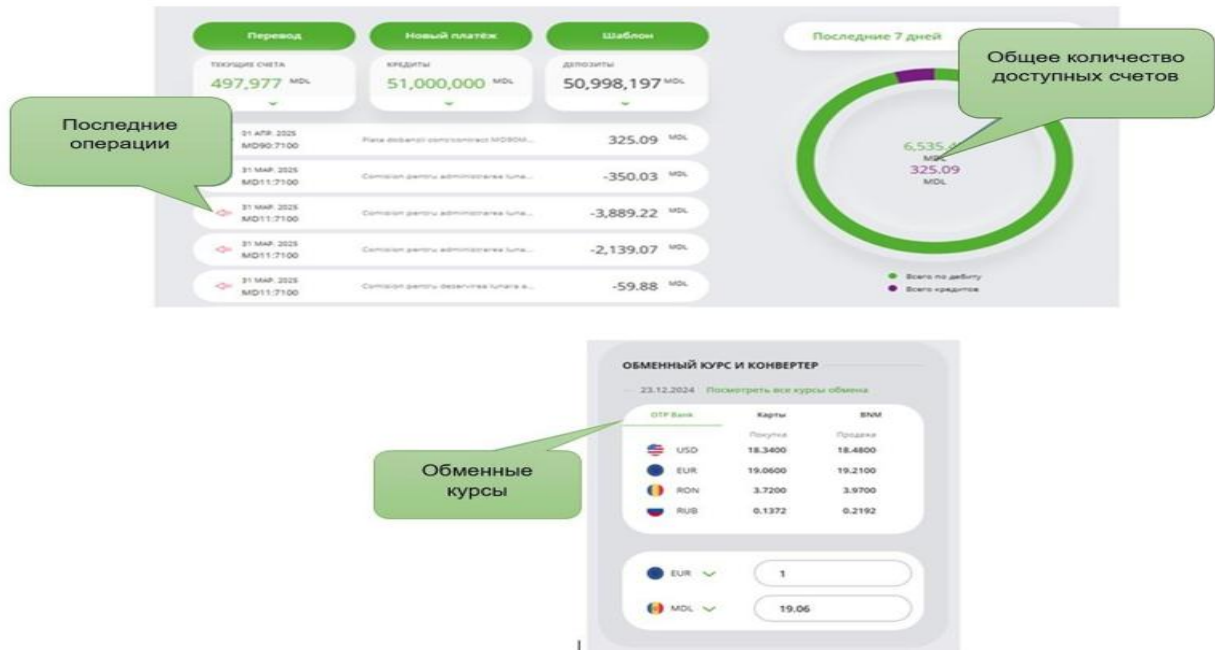 Перевод
Новый платёж
Шаблон
Последние 7 дней
Общее количество
доступных счетов
ТЕКУЩИЕ СЧЕТА
497,977 MDL
КРЕДИТЫ
51,000,000 MDL
ДЕПОЗИТЫ
50,998,197 MDL
Последние
операции
01 АПР. 2025
MD90:7100
Plata dobanzii
325.09 MDL
31 МАР. 2025
MD11:7100
Comision pentru administrarea luna...
-350.03 MDL
31 МАР. 2025
MD11:7100
Comision pentru administrarea luna...
-3,889.22 MDL
31 МАР. 2025
MD11:7100
Comision pentru administrarea luna...
-2,139.07 MDL
31 МАР. 2025
MD11:7100
Comision pentru deservirea lunara a...
-59.88 MDL
6,535.4
MDL
325.09
MDL
Всего по дебиту
Всего кредитов
ОБМЕННЫЙ КУРС И КОНВЕРТЕР
23.12.2024 Посмотреть все курсы обмена
OTP Bank Карты BNM
Покупка Продажа
USD 18.3400 18.4800
EUR 19.0600 19.2100
RON 3.7200 3.9700
RUB 0.1372 0.2192
Обменные
курсы
EUR 1
MDL 19.06